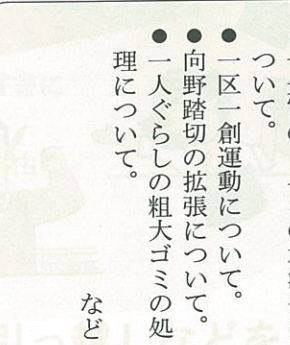 ついて。
●一区一創運動について。
●向野踏切の拡張について。
●一人ぐらしの粗大ゴミの処
理について。
など